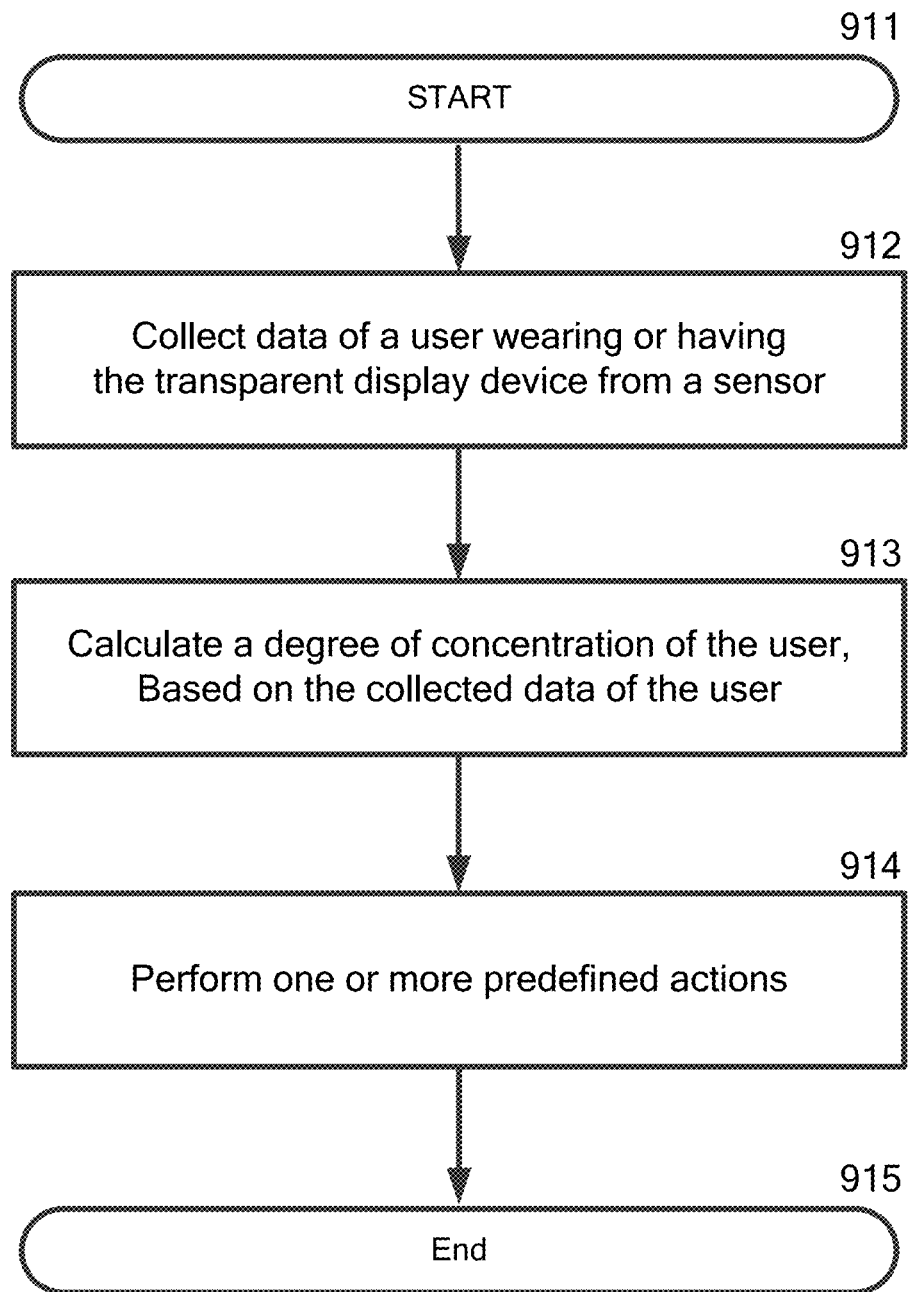 911
START
912
Collect data of a user wearing or having
the transparent display device from a sensor
913
Calculate a degree of concentration of the user,
Based on the collected data of the user
914
Perform one or more predefined actions
915
End